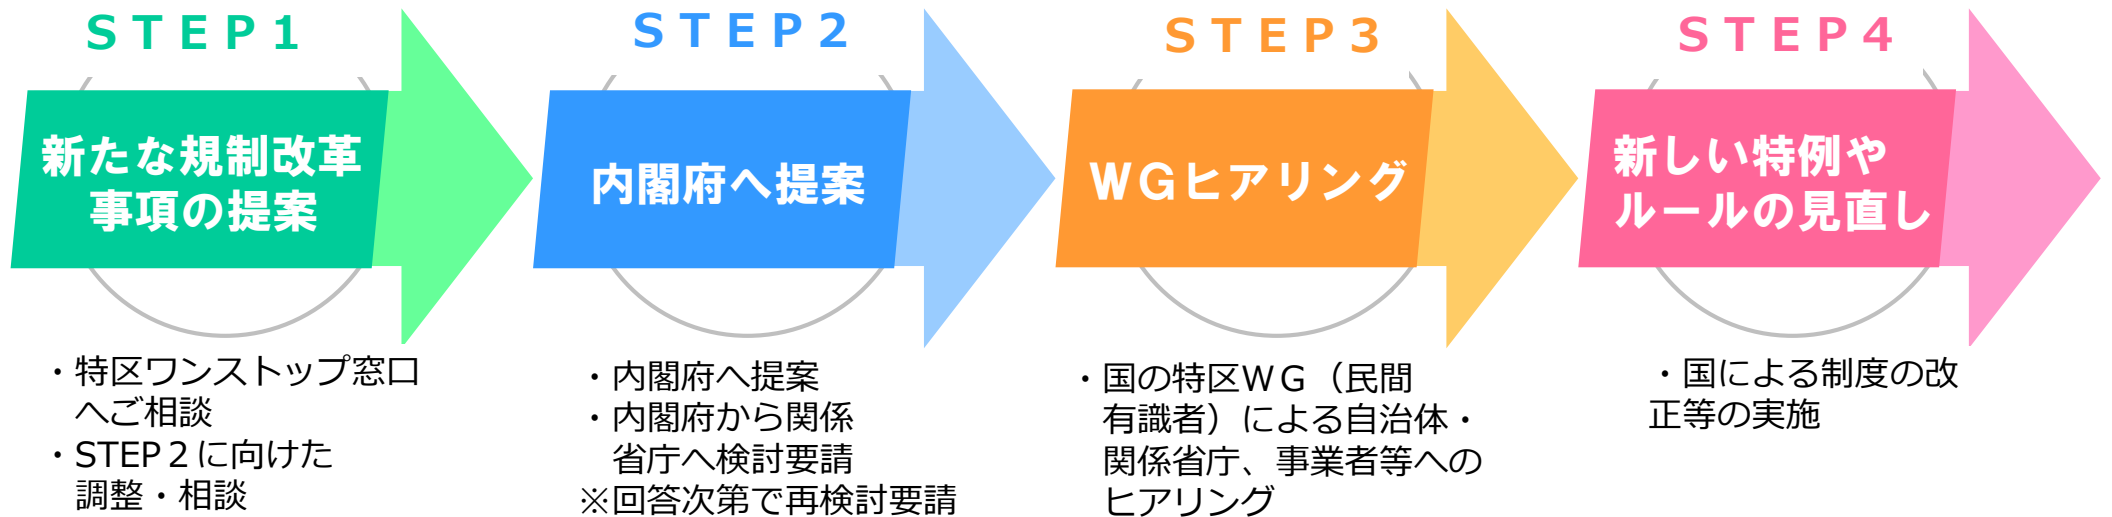 ＳＴＥＰ１
新たな規制改革
事項の提案
・特区ワンストップ窓口
へご相談
・STEP２に向けた
調整・相談
ＳＴＥＰ２
内閣府へ提案
・内閣府へ提案
・内閣府から関係
省庁へ検討要請
※回答次第で再検討要請
ＳＴＥＰ３
ＷＧヒアリング
・国の特区ＷＧ（民間
有識者）による自治体・
関係省庁、事業者等への
ヒアリング
ＳＴＥＰ４
新しい特例や
ルールの見直し
・国による制度の改
正等の実施